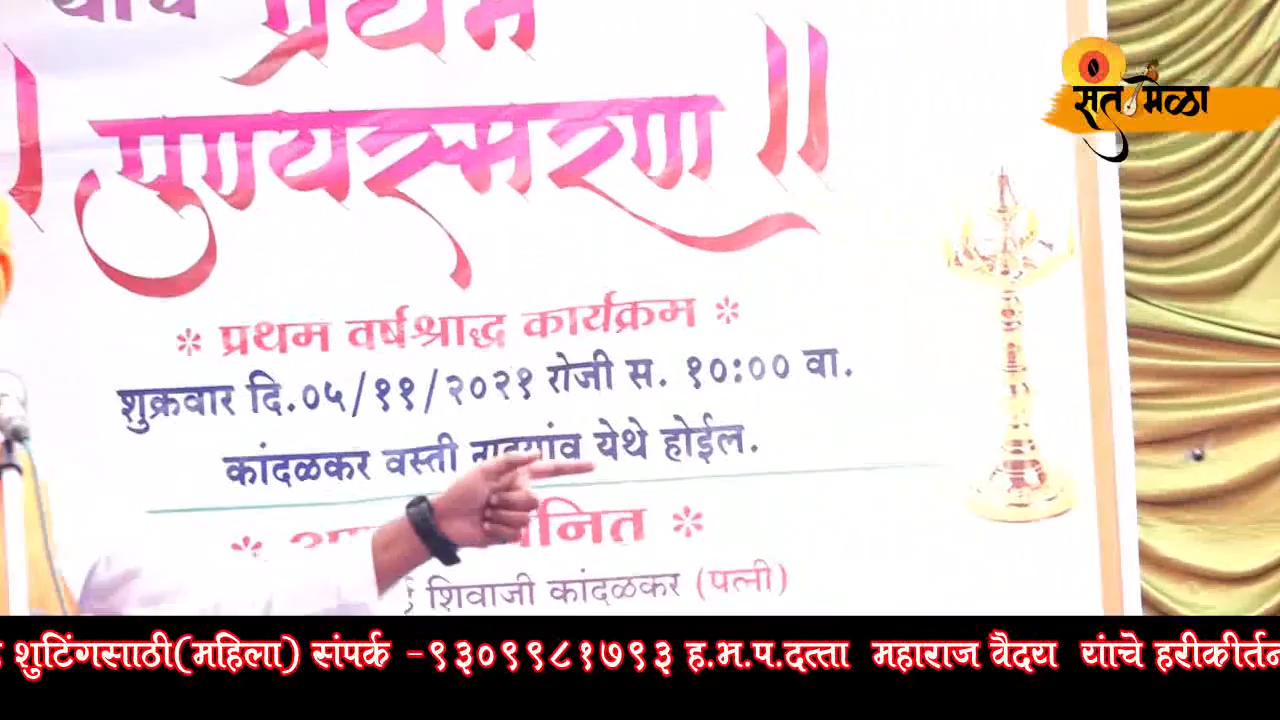 यांचे प्रथम
संत मेळा
|| पुण्यस्मरण ||
* प्रथम वर्षश्राद्ध कार्यक्रम *
शुक्रवार दि.०५/११/२०२१ रोजी स. १०:०० वा.
कांदळकर वस्ती येथे होईल.
शिवाजी कांदळकर (पत्नी)
शुटिंगसाठी(महिला) संपर्क -९३०९९८१७९३ ह.भ.प.दत्ता महाराज वैदय यांचे हरीकीर्तन